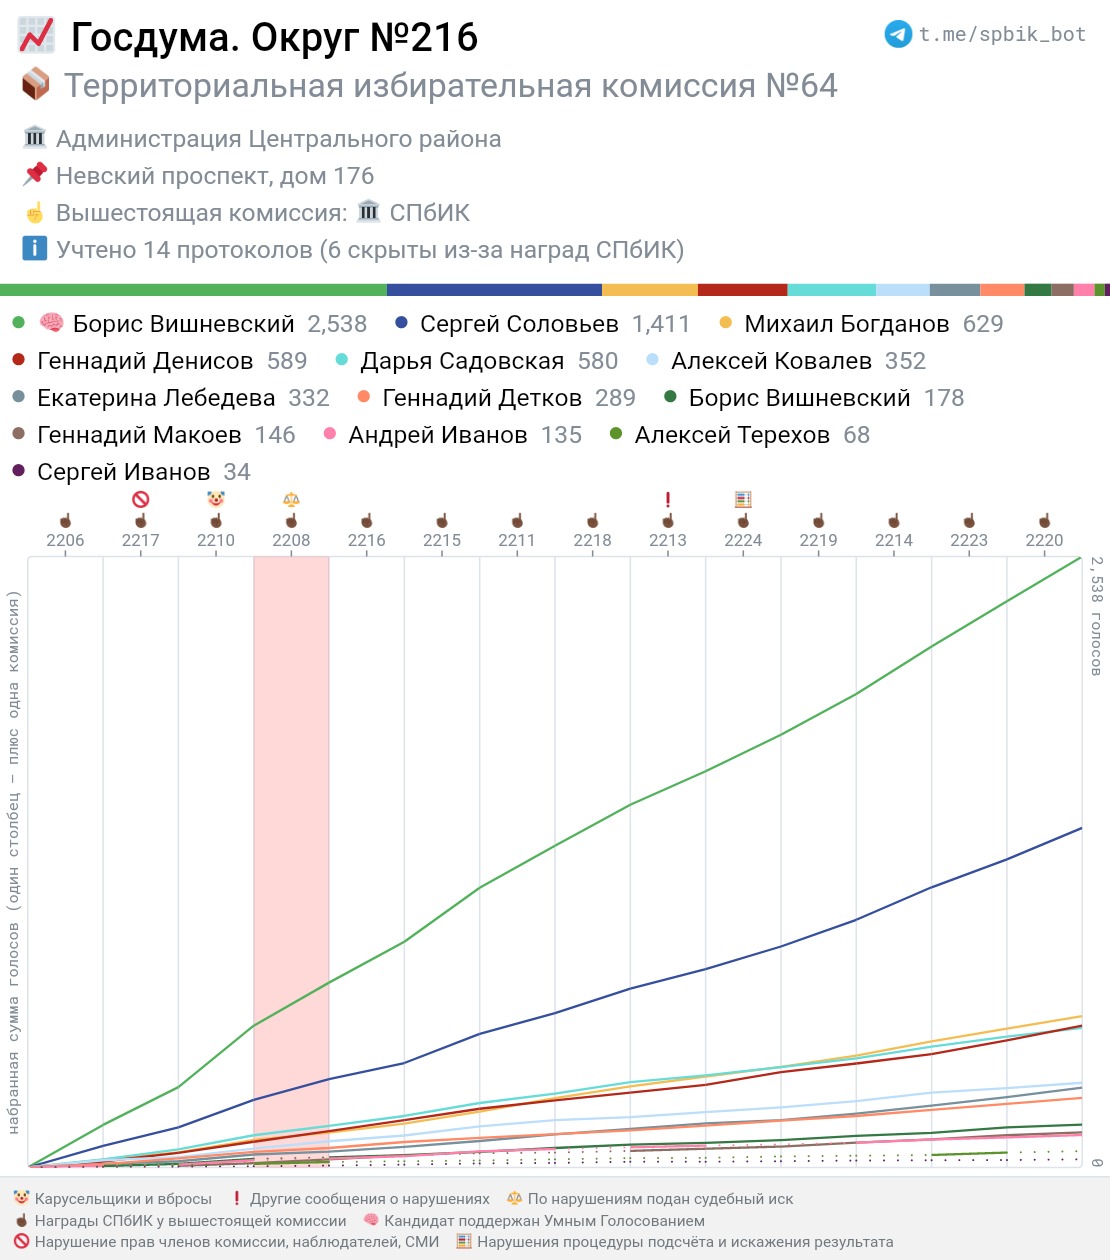 Госдума. Округ №216
t.me/spbik_bot
Территориальная избирательная комиссия №64
Администрация Центрального района
Невский проспект, дом 176
Вышестоящая комиссия: СПбИК
Учтено 14 протоколов (6 скрыты из-за наград СПбИК)
Борис Вишневский 2,538 Сергей Соловьев 1,411 Михаил Богданов 629
Геннадий Денисов 589 Дарья Садовская 580 Алексей Ковалев 352
Екатерина Лебедева 332 Геннадий Детков 289 Борис Вишневский 178
Геннадий Макоев 146 Андрей Иванов 135 Алексей Терехов 68
Сергей Иванов 34
2206 2217 2210 2208 2216 2215 2211 2218 2213 2224 2219 2214 2223 2220
набранная сумма голосов (один столбец – плюс одна комиссия)
2,538 голосов
0
Карусельщики и вбросы Другие сообщения о нарушениях По нарушениям подан судебный иск
Награды СПбИК у вышестоящей комиссии Кандидат поддержан Умным Голосованием
Нарушение прав членов комиссии, наблюдателей, СМИ Нарушения процедуры подсчёта и искажения результата